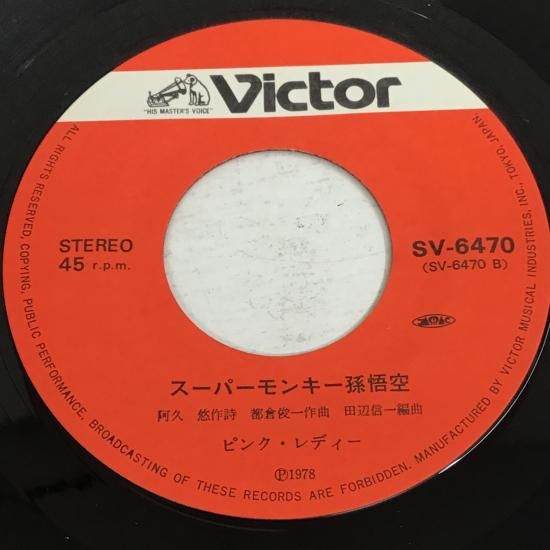 Victor
"HIS MASTER'S VOICE"
STEREO
45 r.p.m.
SV-6470
(SV-6470 B)
スーパーモンキー孫悟空
阿久 悠作詩 都倉俊一作曲 田辺信一編曲
ピンク・レディー
Ⓟ1978
ALL RIGHTS RESERVED COPYING, PUBLIC PERFORMANCE, BROADCASTING OF THESE RECORDS ARE FORBIDDEN. MANUFACTURED BY VICTOR MUSICAL INDUSTRIES, INC., TOKYO, JAPAN.